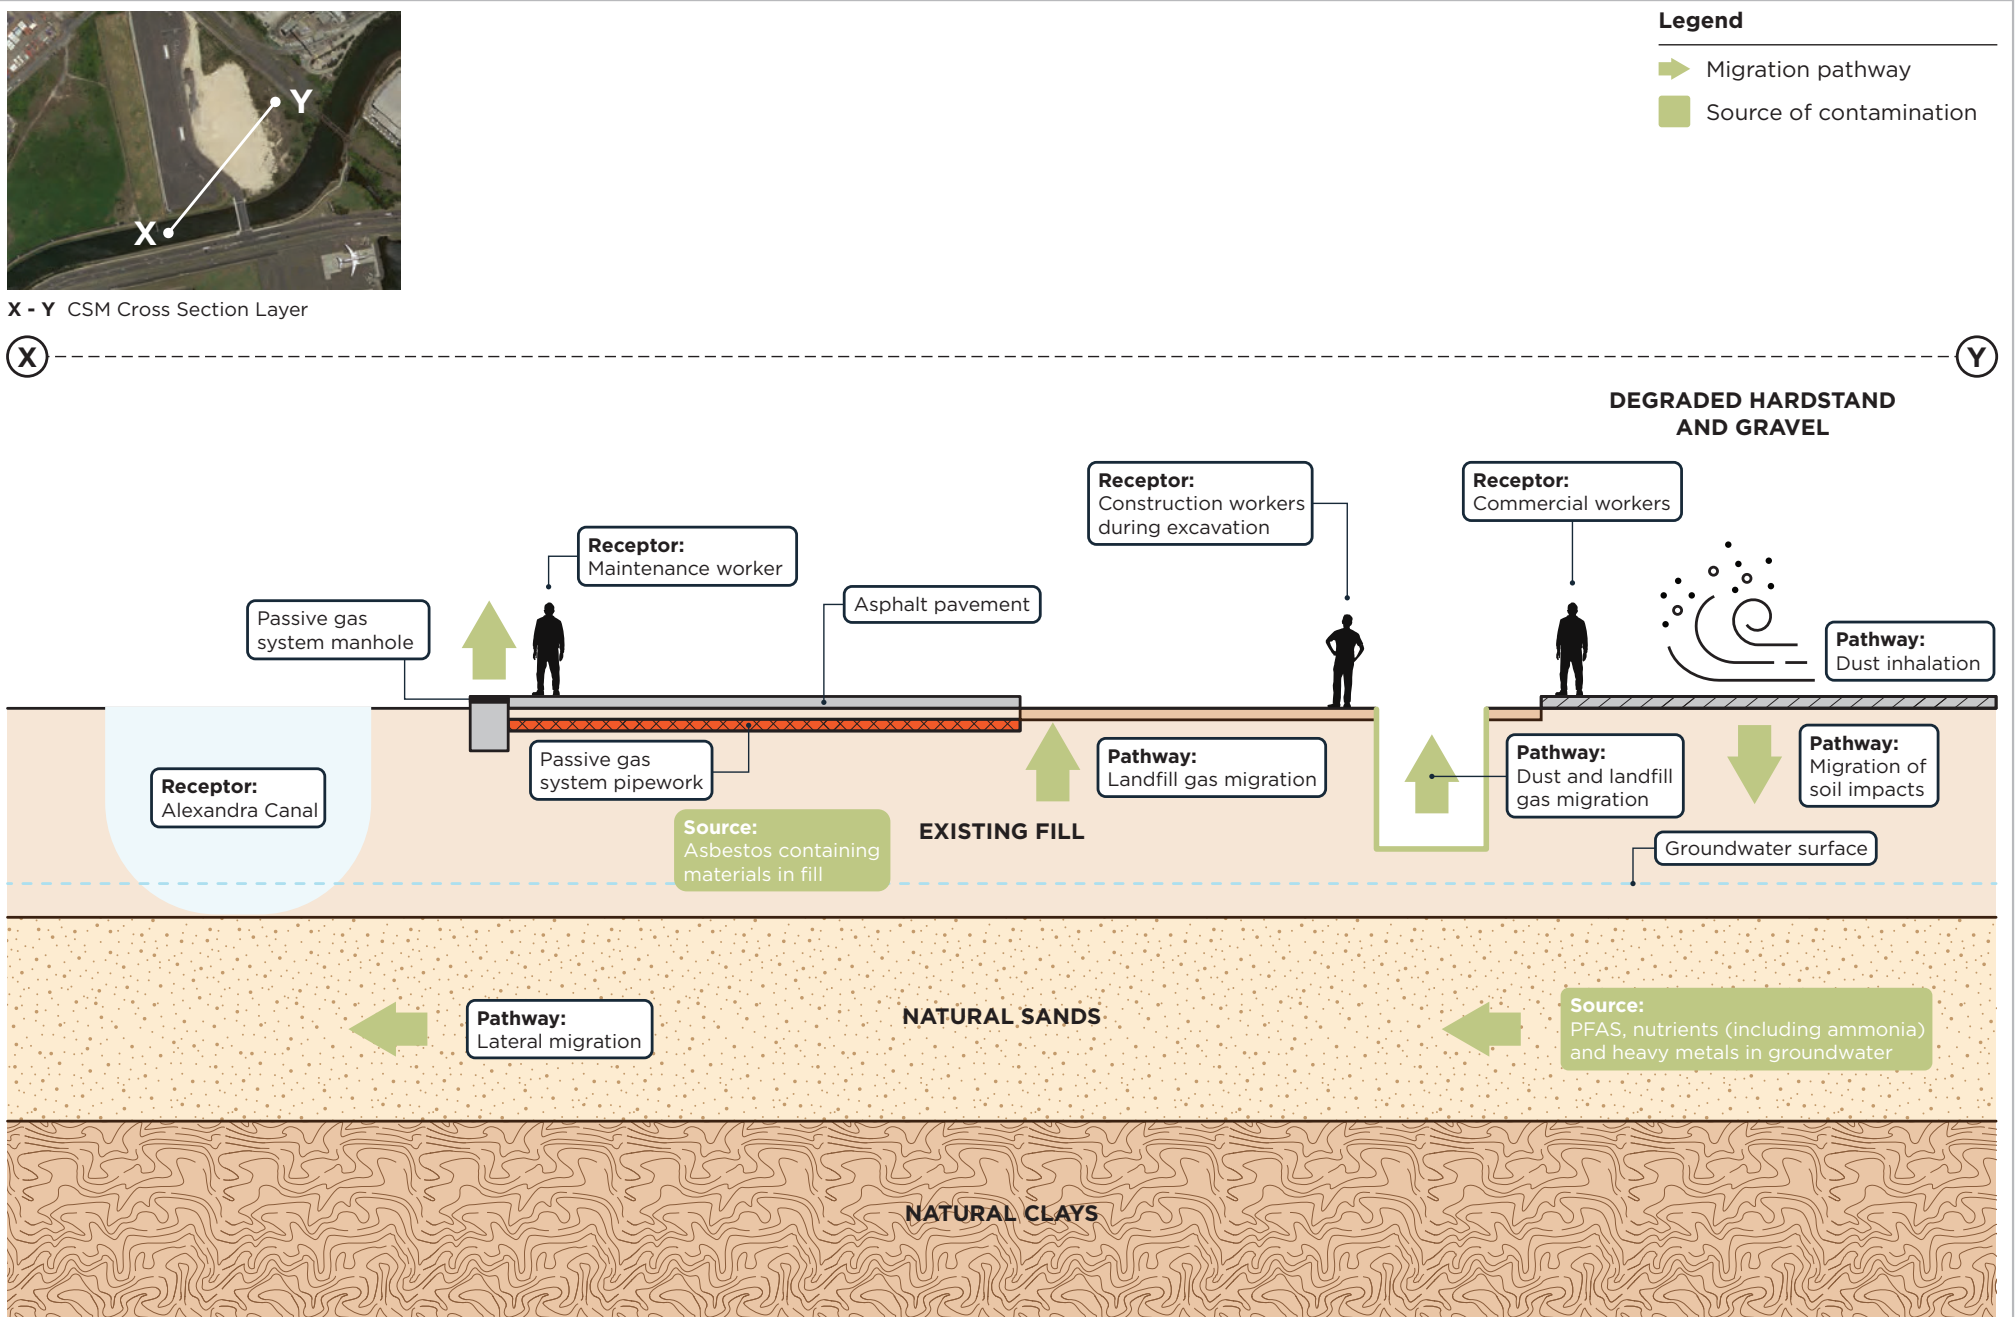 Legend
Migration pathway
Source of contamination
Y
X
X - Y CSM Cross Section Layer
X
Y
DEGRADED HARDSTAND
AND GRAVEL
Receptor:
Construction workers
during excavation
Receptor:
Commercial workers
Receptor:
Maintenance worker
Asphalt pavement
Passive gas
system manhole
Pathway:
Dust inhalation
Receptor:
Alexandra Canal
Passive gas
system pipework
Pathway:
Landfill gas migration
Pathway:
Dust and landfill
gas migration
Pathway:
Migration of
soil impacts
Source:
Asbestos containing
materials in fill
EXISTING FILL
Groundwater surface
Pathway:
Lateral migration
NATURAL SANDS
Source:
PFAS, nutrients (including ammonia)
and heavy metals in groundwater
NATURAL CLAYS